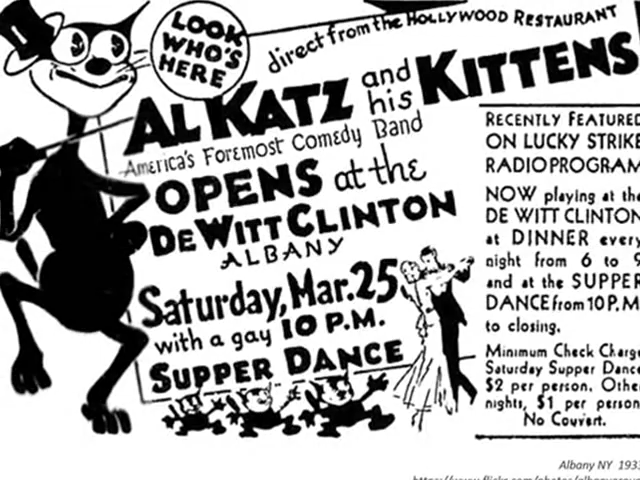 LOOK
WHO'S
HERE
direct from the HOLLYWOOD RESTAURANT
AL KATZ and his KITTENS
America's Foremost Comedy Band
OPENS at the
DE WITT CLINTON
ALBANY
Saturday, Mar. 25
with a gay 10 P.M.
SUPPER DANCE
RECENTLY FEATURED
ON LUCKY STRIKE
RADIO PROGRAM
NOW playing at the
DE WITT CLINTON
at DINNER every
night from 6 to 9
and at the SUPPER
DANCE from 10 P.M.
to closing.
Minimum Check Charge
Saturday Supper Dance
$2 per person. Other
nights, $1 per person
No Couvert.
Albany NY 1933